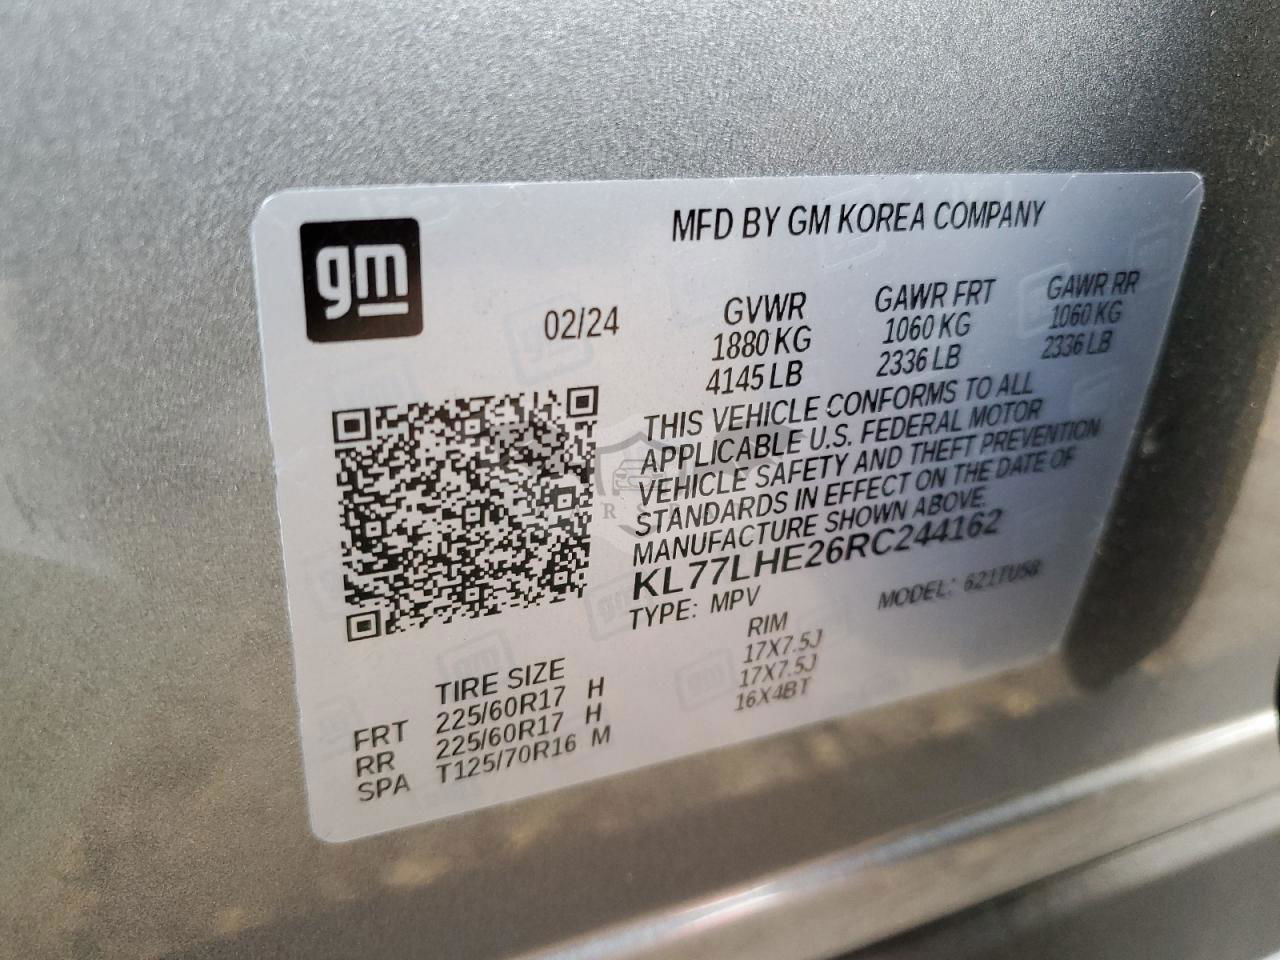 gm
MFD BY GM KOREA COMPANY
02/24
GVWR GAWR FRT GAWR RR
1880 KG 1060 KG 1060 KG
4145 LB 2336 LB 2336 LB
THIS VEHICLE CONFORMS TO ALL
APPLICABLE U.S. FEDERAL MOTOR
VEHICLE SAFETY AND THEFT PREVENTION
STANDARDS IN EFFECT ON THE DATE OF
MANUFACTURE SHOWN ABOVE.
KL77LHE26RC244162
TYPE: MPV MODEL: 621TU58
TIRE SIZE RIM
FRT 225/60R17 H 17X7.5J
RR 225/60R17 H 17X7.5J
SPA T125/70R16 M 16X4BT